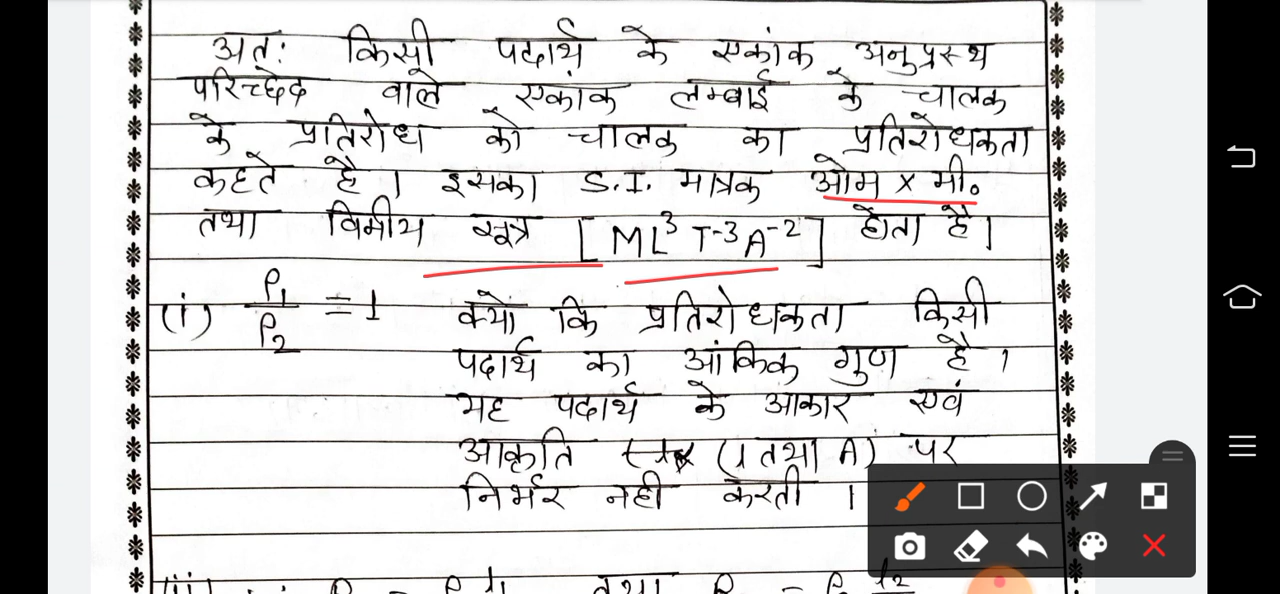 अतः किसी पदार्थ के एकांक अनुप्रस्थ
परिच्छेद वाले एकांक लम्बाई के चालक
के प्रतिरोध को चालक का प्रतिरोधकता
कहते है। इसका S.I. मात्रक ओम x मी०
तथा विमीय सूत्र [ML³ T⁻³A⁻²] होता है।
(i) ρ₁/ρ₂ = 1 क्यो कि प्रतिरोधकता किसी
पदार्थ का आंकिक गुण है।
यह पदार्थ के आकार एवं
आकृति (l तथा A) पर
निर्भर नही करती।